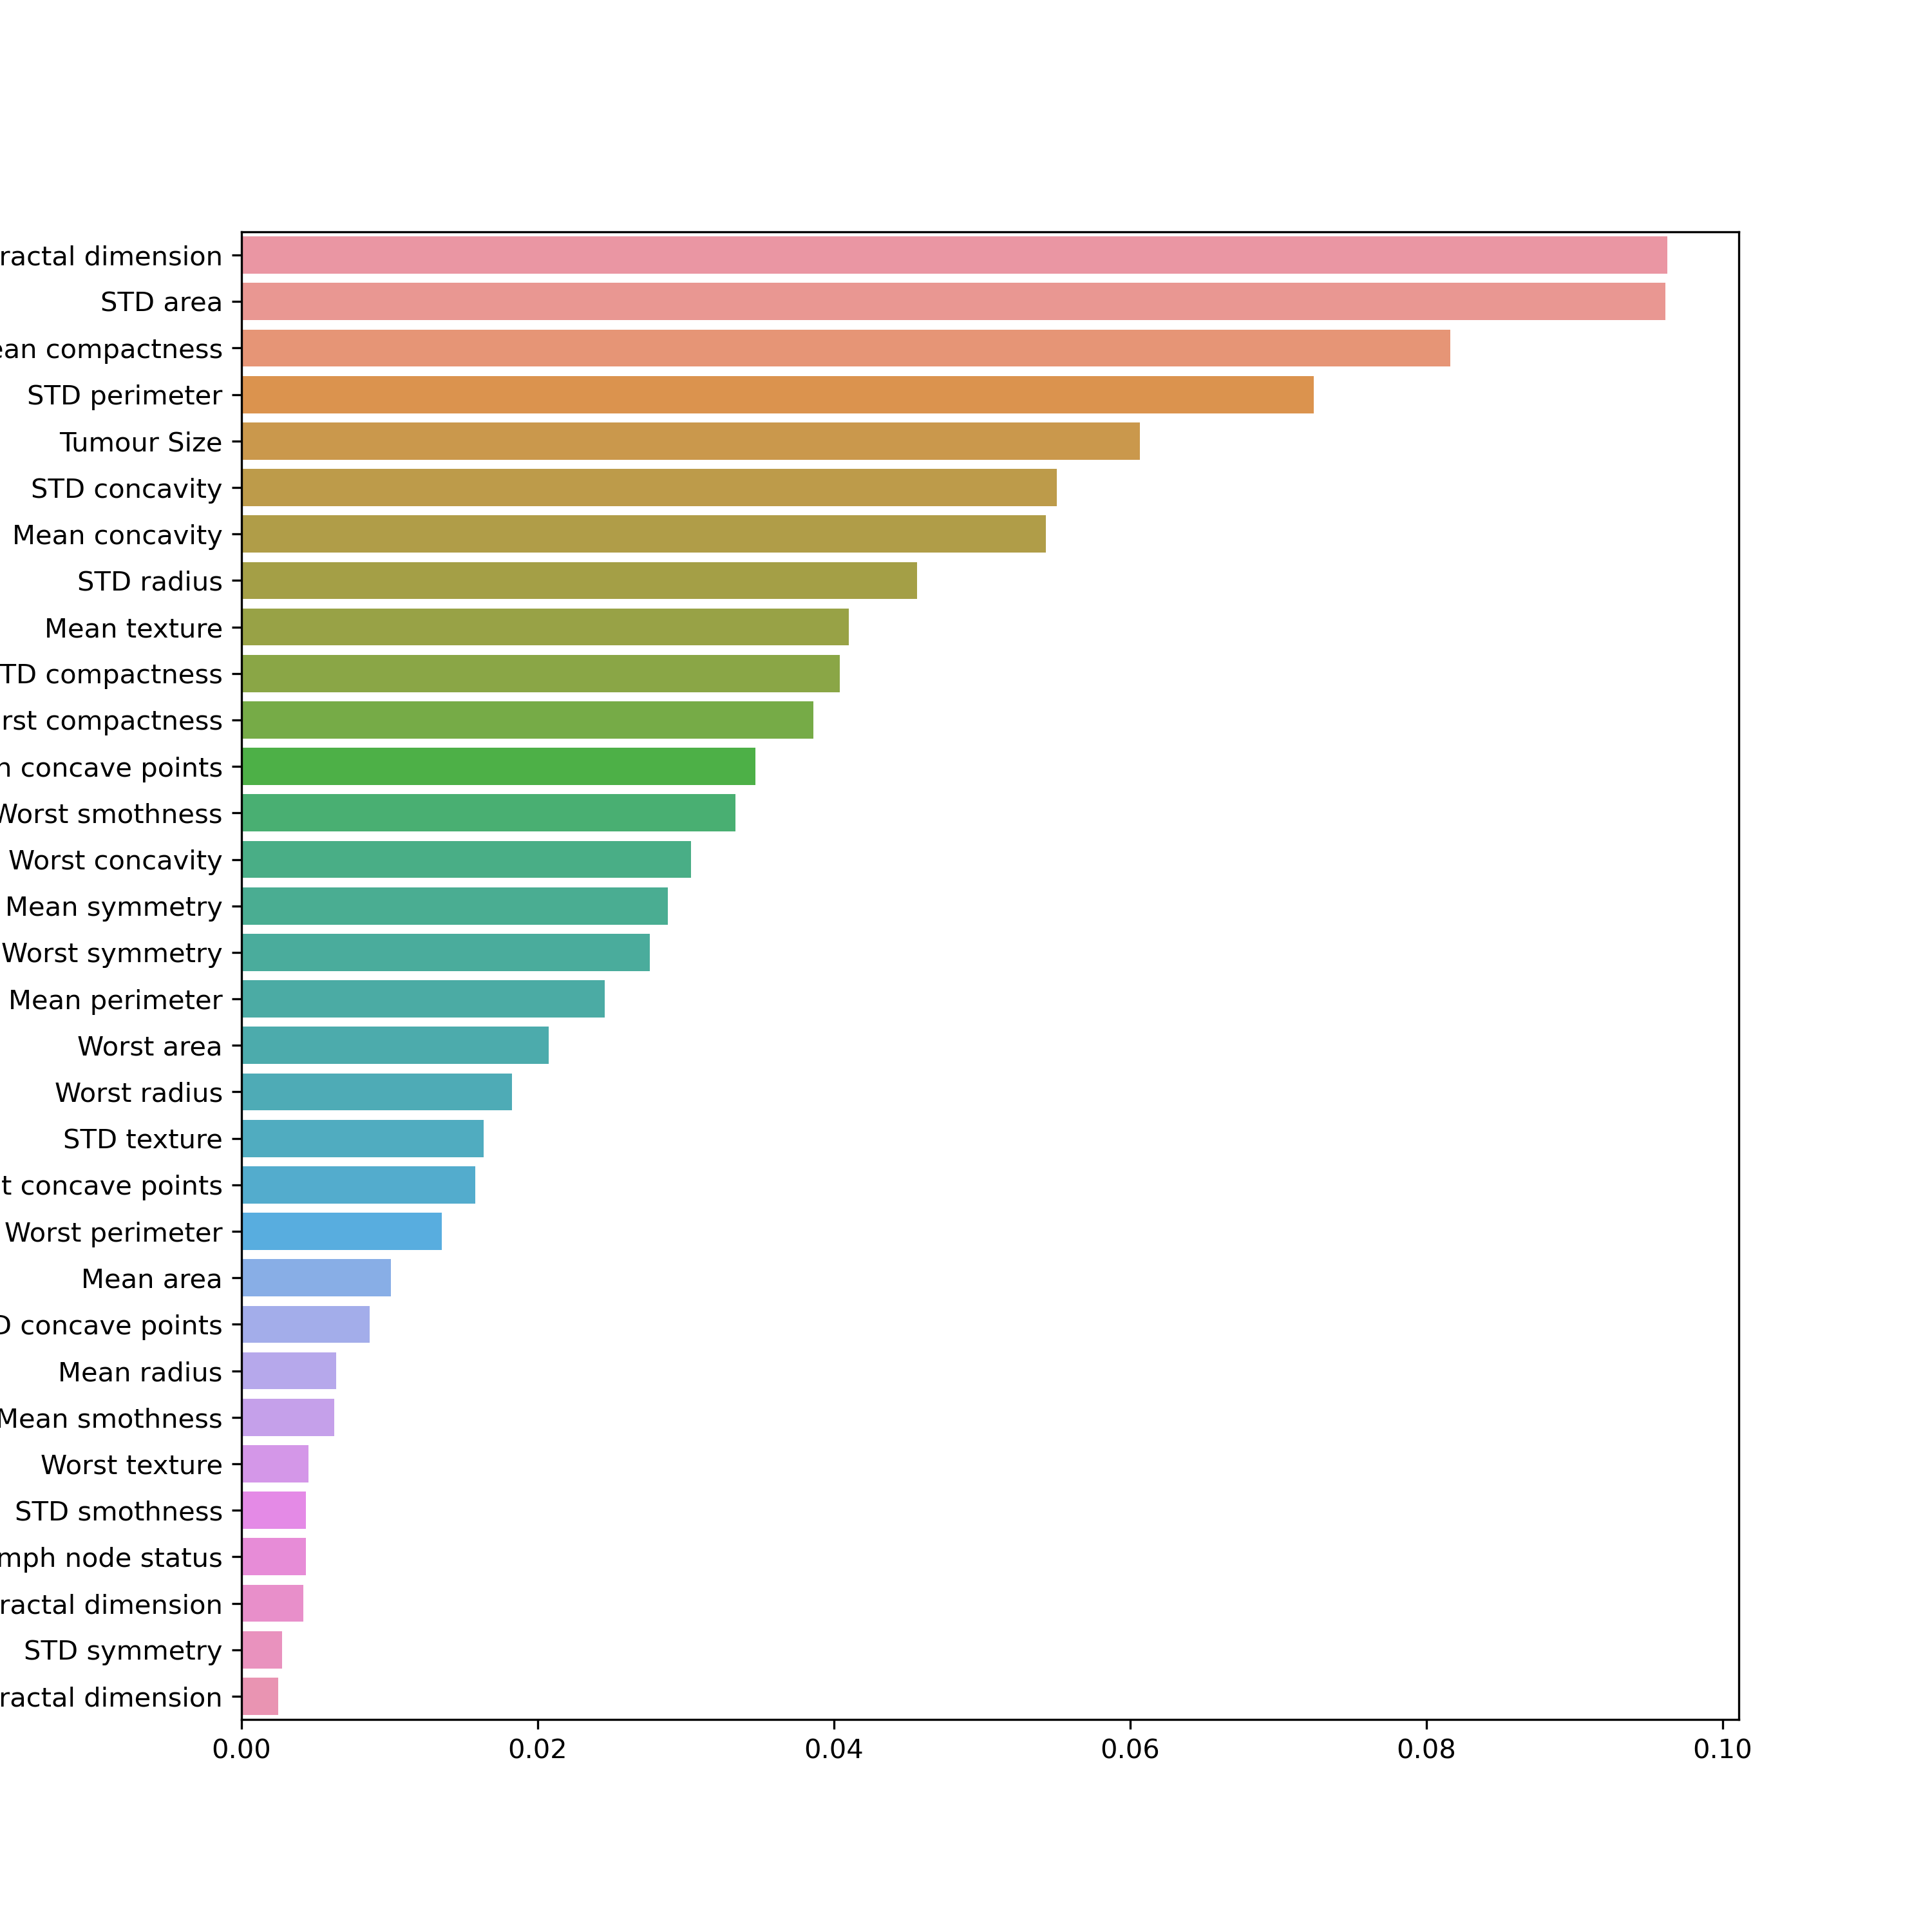 ractal dimension
STD area
ean compactness
STD perimeter
Tumour Size
STD concavity
Mean concavity
STD radius
Mean texture
TD compactness
rst compactness
n concave points
Worst smothness
Worst concavity
Mean symmetry
Worst symmetry
Mean perimeter
Worst area
Worst radius
STD texture
t concave points
Worst perimeter
Mean area
D concave points
Mean radius
Mean smothness
Worst texture
STD smothness
mph node status
ractal dimension
STD symmetry
ractal dimension
0.00 0.02 0.04 0.06 0.08 0.10